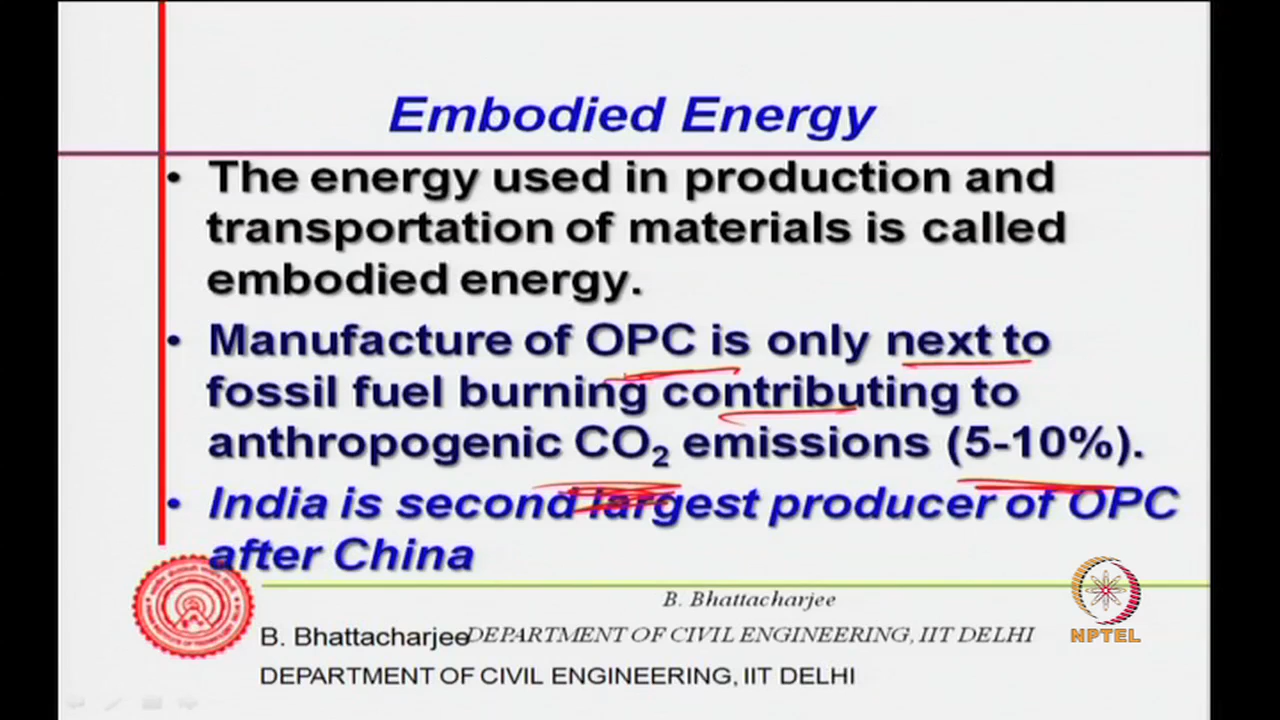 Embodied Energy
• The energy used in production and
transportation of materials is called
embodied energy.
• Manufacture of OPC is only next to
fossil fuel burning contributing to
anthropogenic CO₂ emissions (5-10%).
• India is second largest producer of OPC
after China
B. Bhattacharjee
B. Bhattacharjee
DEPARTMENT OF CIVIL ENGINEERING, IIT DELHI
DEPARTMENT OF CIVIL ENGINEERING, IIT DELHI
NPTEL